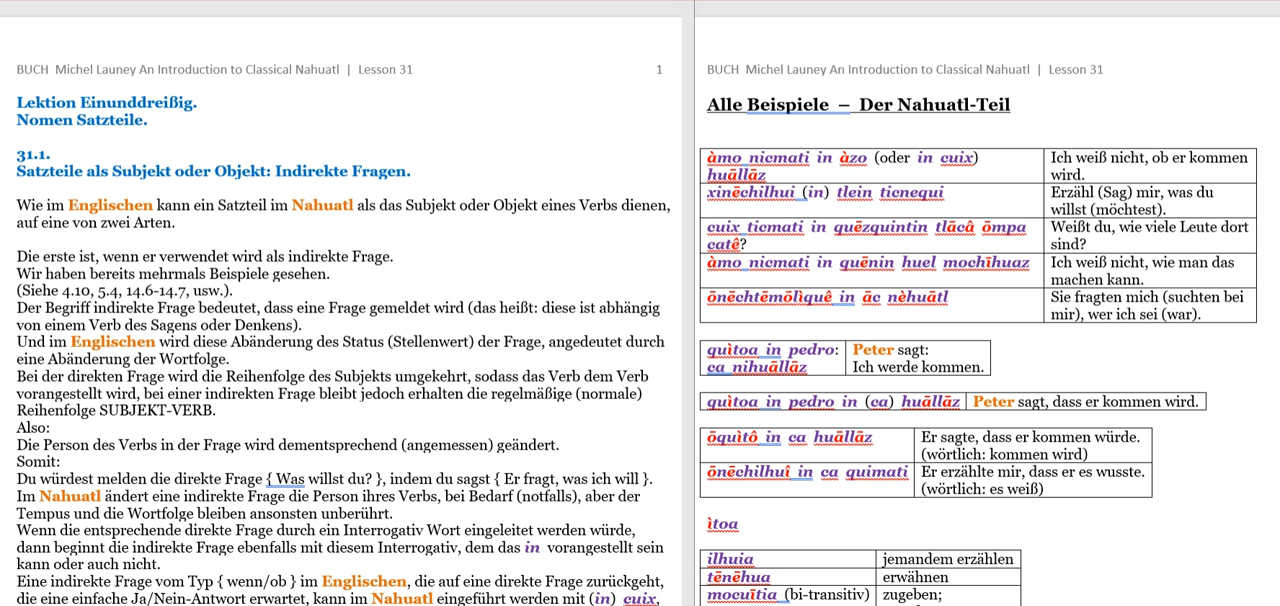 BUCH Michel Launey An Introduction to Classical Nahuatl | Lesson 31 1
Lektion Einunddreißig.
Nomen Satzteile.
31.1.
Satzteile als Subjekt oder Objekt: Indirekte Fragen.
Wie im Englischen kann ein Satzteil im Nahuatl als das Subjekt oder Objekt eines Verbs dienen,
auf eine von zwei Arten.
Die erste ist, wenn er verwendet wird als indirekte Frage.
Wir haben bereits mehrmals Beispiele gesehen.
(Siehe 4.10, 5.4, 14.6-14.7, usw.).
Der Begriff indirekte Frage bedeutet, dass eine Frage gemeldet wird (das heißt: diese ist abhängig
von einem Verb des Sagens oder Denkens).
Und im Englischen wird diese Abänderung des Status (Stellenwert) der Frage, angedeutet durch
eine Abänderung der Wortfolge.
Bei der direkten Frage wird die Reihenfolge des Subjekts umgekehrt, sodass das Verb dem Verb
vorangestellt wird, bei einer indirekten Frage bleibt jedoch erhalten die regelmäßige (normale)
Reihenfolge SUBJEKT-VERB.
Also:
Die Person des Verbs in der Frage wird dementsprechend (angemessen) geändert.
Somit:
Du würdest melden die direkte Frage { Was willst du? }, indem du sagst { Er fragt, was ich will }.
Im Nahuatl ändert eine indirekte Frage die Person ihres Verbs, bei Bedarf (notfalls), aber der
Tempus und die Wortfolge bleiben ansonsten unberührt.
Wenn die entsprechende direkte Frage durch ein Interrogativ Wort eingeleitet werden würde,
dann beginnt die indirekte Frage ebenfalls mit diesem Interrogativ, dem das in vorangestellt sein
kann oder auch nicht.
Eine indirekte Frage vom Typ { wenn/ob } im Englischen, die auf eine direkte Frage zurückgeht,
die eine einfache Ja/Nein-Antwort erwartet, kann im Nahuatl eingeführt werden mit (in) cuix,
BUCH Michel Launey An Introduction to Classical Nahuatl | Lesson 31
Alle Beispiele – Der Nahuatl-Teil
àmo nicmati in àzo (oder in cuix) Ich weiß nicht, ob er kommen
huāllāz wird.
xinēchilhui (in) tlein ticnequi Erzähl (Sag) mir, was du
willst (möchtest).
cuix ticmati in quēzquintin tlācâ ōmpa Weißt du, wie viele Leute dort
catê? sind?
àmo nicmati in quēnin huel mochīhuaz Ich weiß nicht, wie man das
machen kann.
ōnēchtēmōlìquê in āc nèhuātl Sie fragten mich (suchten bei
mir), wer ich sei (war).
quìtoa in pedro: Peter sagt:
ca nihuāllāz Ich werde kommen.
quìtoa in pedro in (ca) huāllāz Peter sagt, dass er kommen wird.
ōquìtô in ca huāllāz Er sagte, dass er kommen würde.
(wörtlich: kommen wird)
ōnēchilhuî in ca quimati Er erzählte mir, dass er es wusste.
(wörtlich: es weiß)
ìtoa
ilhuia jemandem erzählen
tēnēhua erwähnen
mocuītia (bi-transitiv) zugeben;